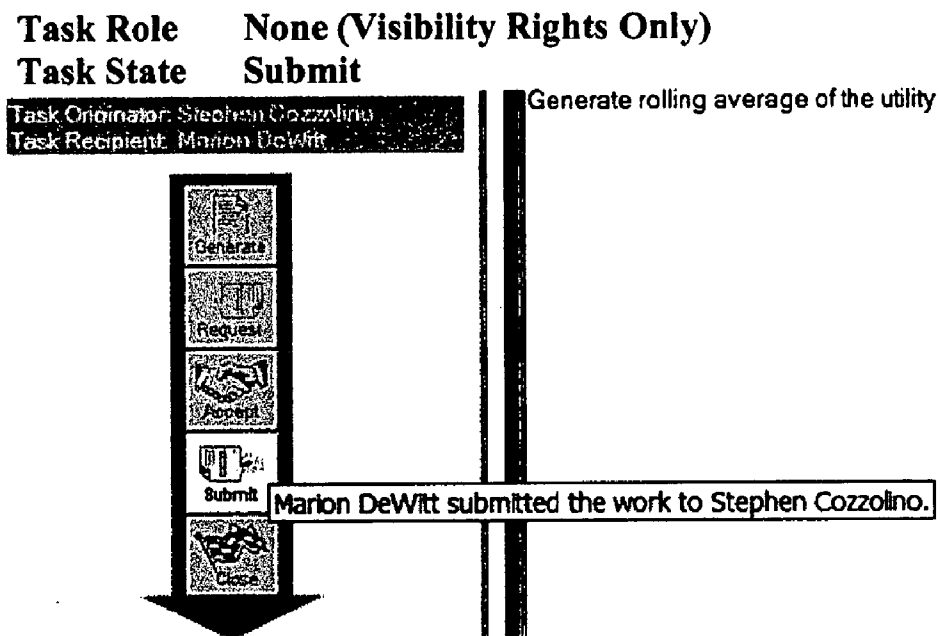 Task Role None (Visibility Rights Only)
Task State Submit
Task Originator: Stephen Cozzolino
Task Recipient: Marion DeWitt
Generate rolling average of the utility
Generate
Request
Accept
Submit
Marion DeWitt submitted the work to Stephen Cozzolino.
Close